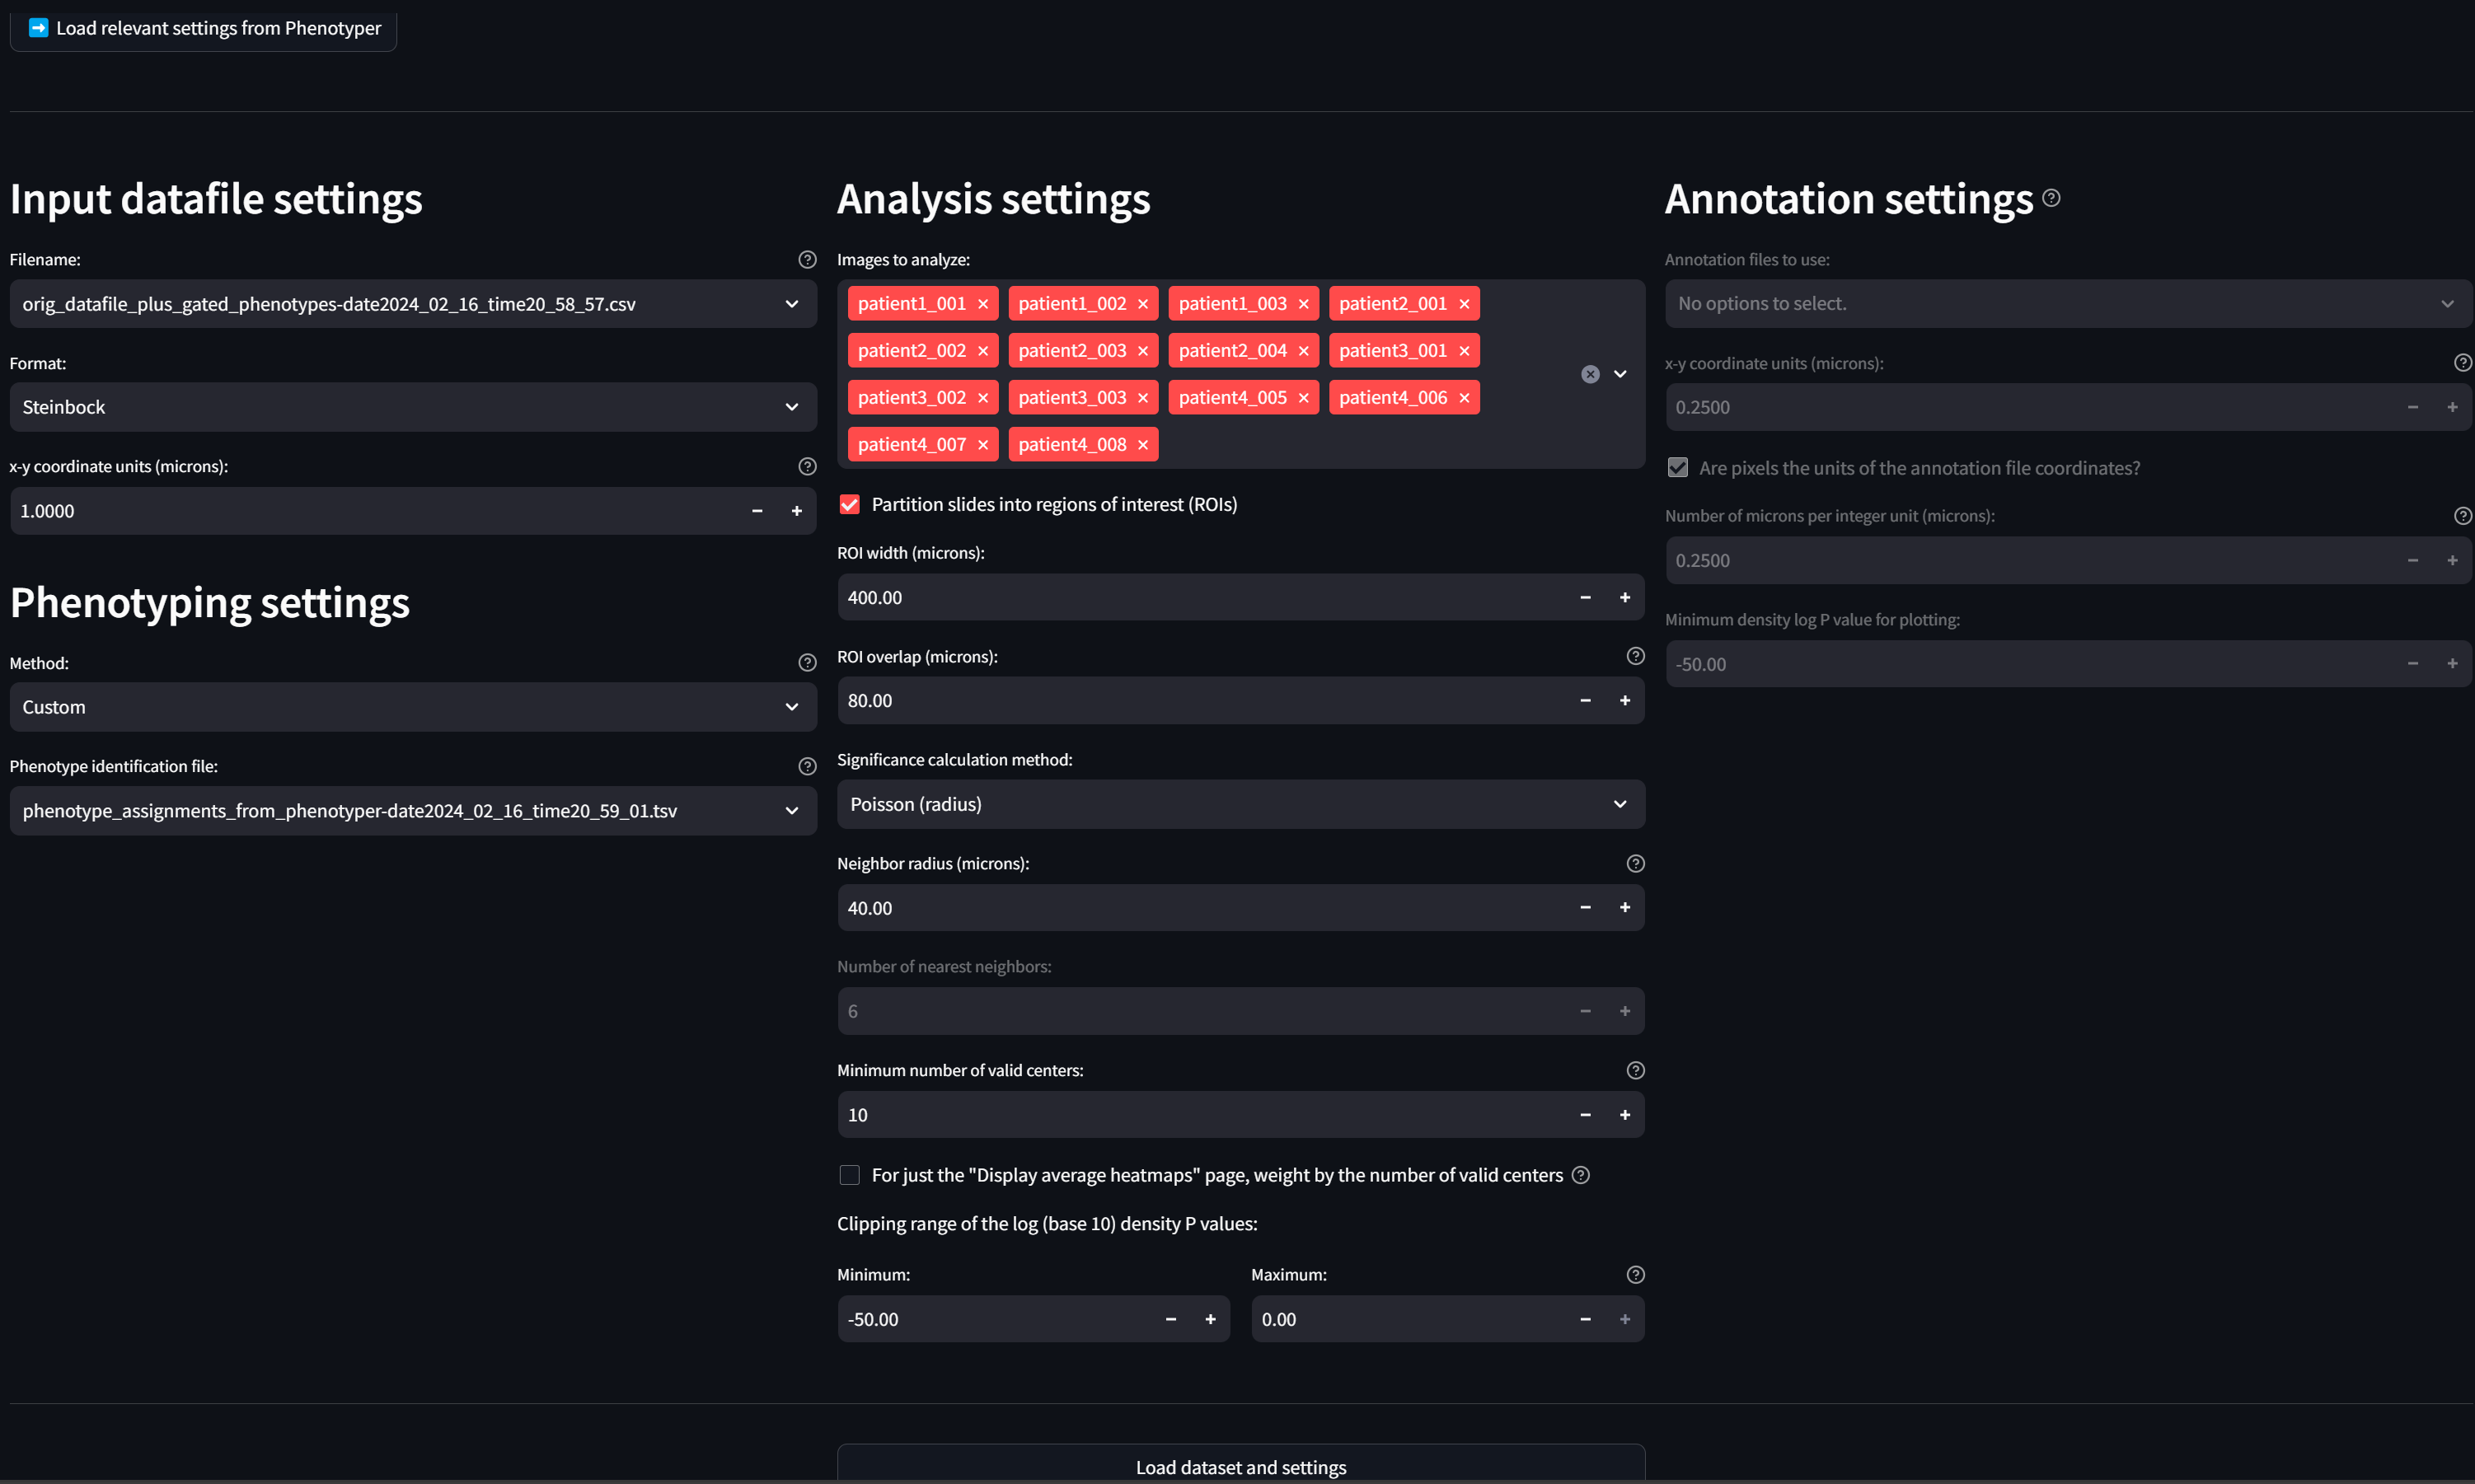 Load relevant settings from Phenotyper
Input datafile settings
Filename:
orig_datafile_plus_gated_phenotypes-date2024_02_16_time20_58_57.csv
Format:
Steinbock
x-y coordinate units (microns):
1.0000
Phenotyping settings
Method:
Custom
Phenotype identification file:
phenotype_assignments_from_phenotyper-date2024_02_16_time20_59_01.tsv
Analysis settings
Images to analyze:
patient1_001 patient1_002 patient1_003 patient2_001
patient2_002 patient2_003 patient2_004 patient3_001
patient3_002 patient3_003 patient4_005 patient4_006
patient4_007 patient4_008
Partition slides into regions of interest (ROIs)
ROI width (microns):
400.00
ROI overlap (microns):
80.00
Significance calculation method:
Poisson (radius)
Neighbor radius (microns):
40.00
Number of nearest neighbors:
6
Minimum number of valid centers:
10
For just the "Display average heatmaps" page, weight by the number of valid centers
Clipping range of the log (base 10) density P values:
Minimum:
-50.00
Maximum:
0.00
Load dataset and settings
Annotation settings
Annotation files to use:
No options to select.
x-y coordinate units (microns):
0.2500
Are pixels the units of the annotation file coordinates?
Number of microns per integer unit (microns):
0.2500
Minimum density log P value for plotting:
-50.00